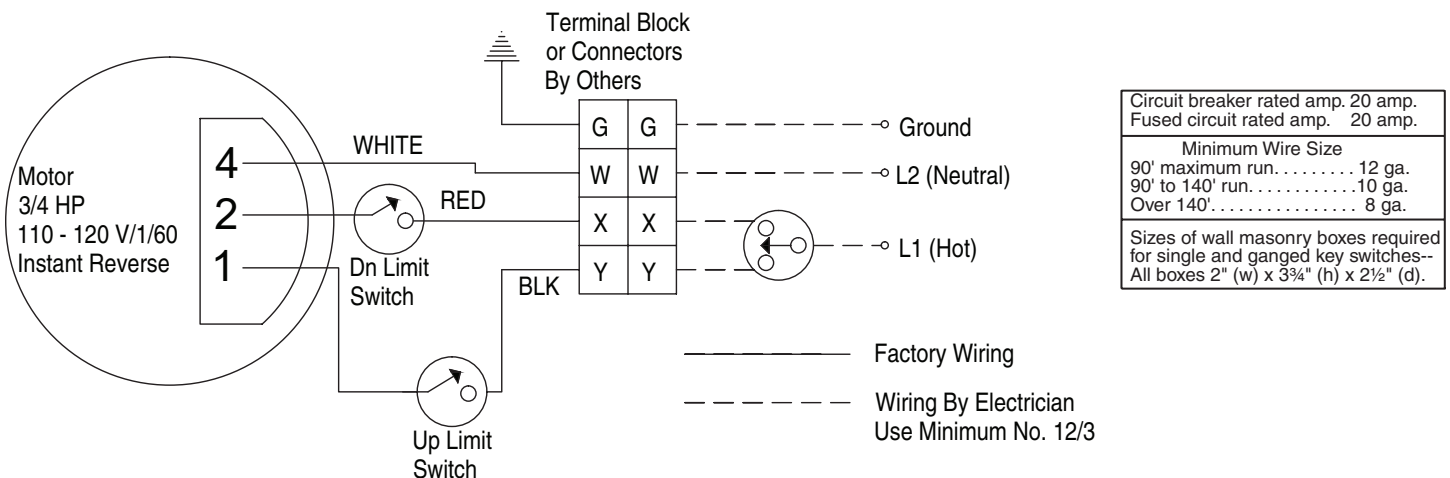 Terminal Block
or Connectors
By Others
Motor
3/4 HP
110 - 120 V/1/60
Instant Reverse
4
2
1
WHITE
RED
BLK
Dn Limit
Switch
Up Limit
Switch
G G
W W
X X
Y Y
Ground
L2 (Neutral)
L1 (Hot)
Factory Wiring
Wiring By Electrician
Use Minimum No. 12/3
Circuit breaker rated amp. 20 amp.
Fused circuit rated amp. 20 amp.
Minimum Wire Size
90' maximum run. . . . . . . . . 12 ga.
90' to 140' run. . . . . . . . . . . .10 ga.
Over 140'. . . . . . . . . . . . . . . . 8 ga.
Sizes of wall masonry boxes required
for single and ganged key switches--
All boxes 2" (w) x 3¾" (h) x 2½" (d).